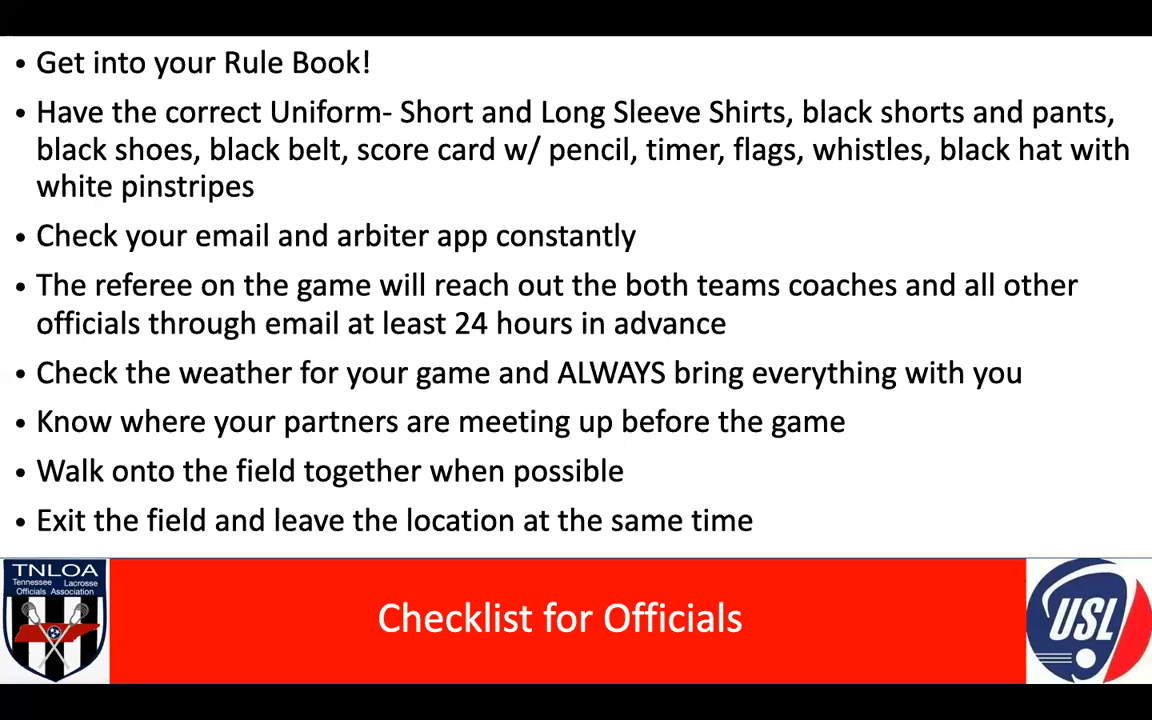 • Get into your Rule Book!
• Have the correct Uniform- Short and Long Sleeve Shirts, black shorts and pants,
black shoes, black belt, score card w/ pencil, timer, flags, whistles, black hat with
white pinstripes
• Check your email and arbiter app constantly
• The referee on the game will reach out the both teams coaches and all other
officials through email at least 24 hours in advance
• Check the weather for your game and ALWAYS bring everything with you
• Know where your partners are meeting up before the game
• Walk onto the field together when possible
• Exit the field and leave the location at the same time
TNLOA
Tennessee Lacrosse
Officials Association
Checklist for Officials
USL